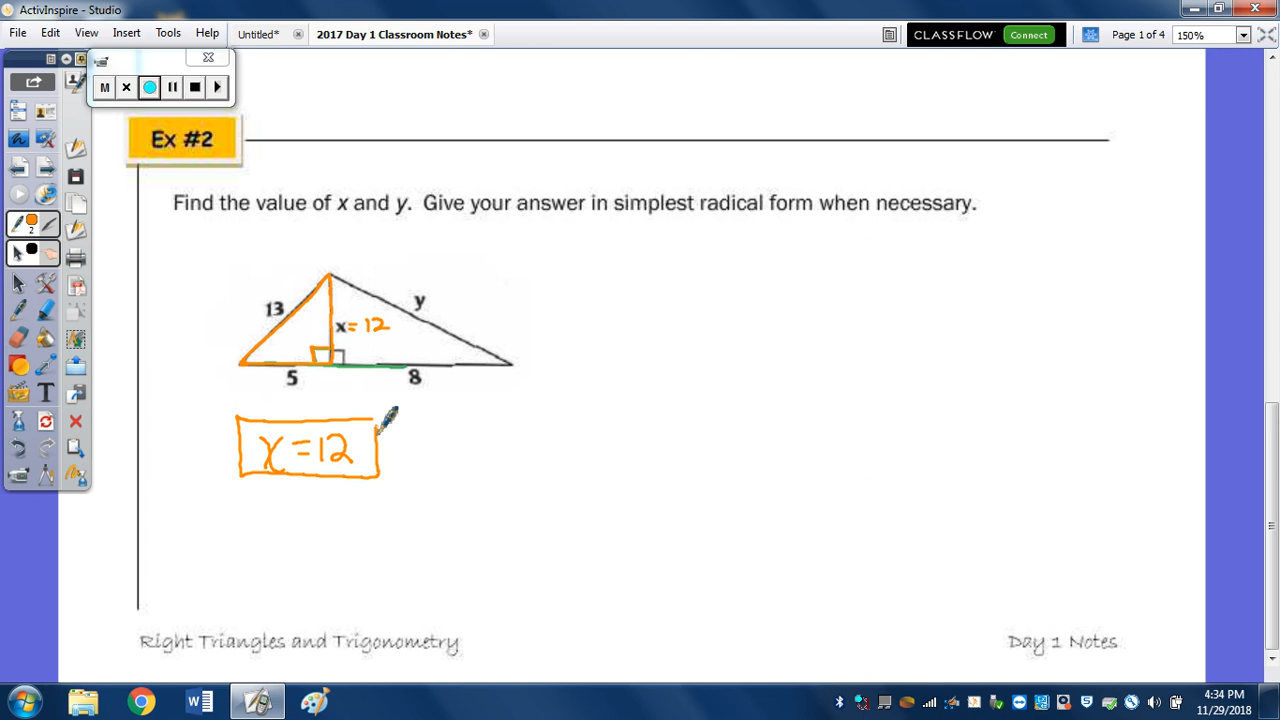 ActivInspire - Studio
File Edit View Insert Tools Help Untitled* 2017 Day 1 Classroom Notes* CLASSFLOW Connect Page 1 of 4 150%
M
2
T
Ex #2
Find the value of x and y. Give your answer in simplest radical form when necessary.
13
y
x = 12
5
8
x = 12
Right Triangles and Trigonometry
Day 1 Notes
4:34 PM
11/29/2018